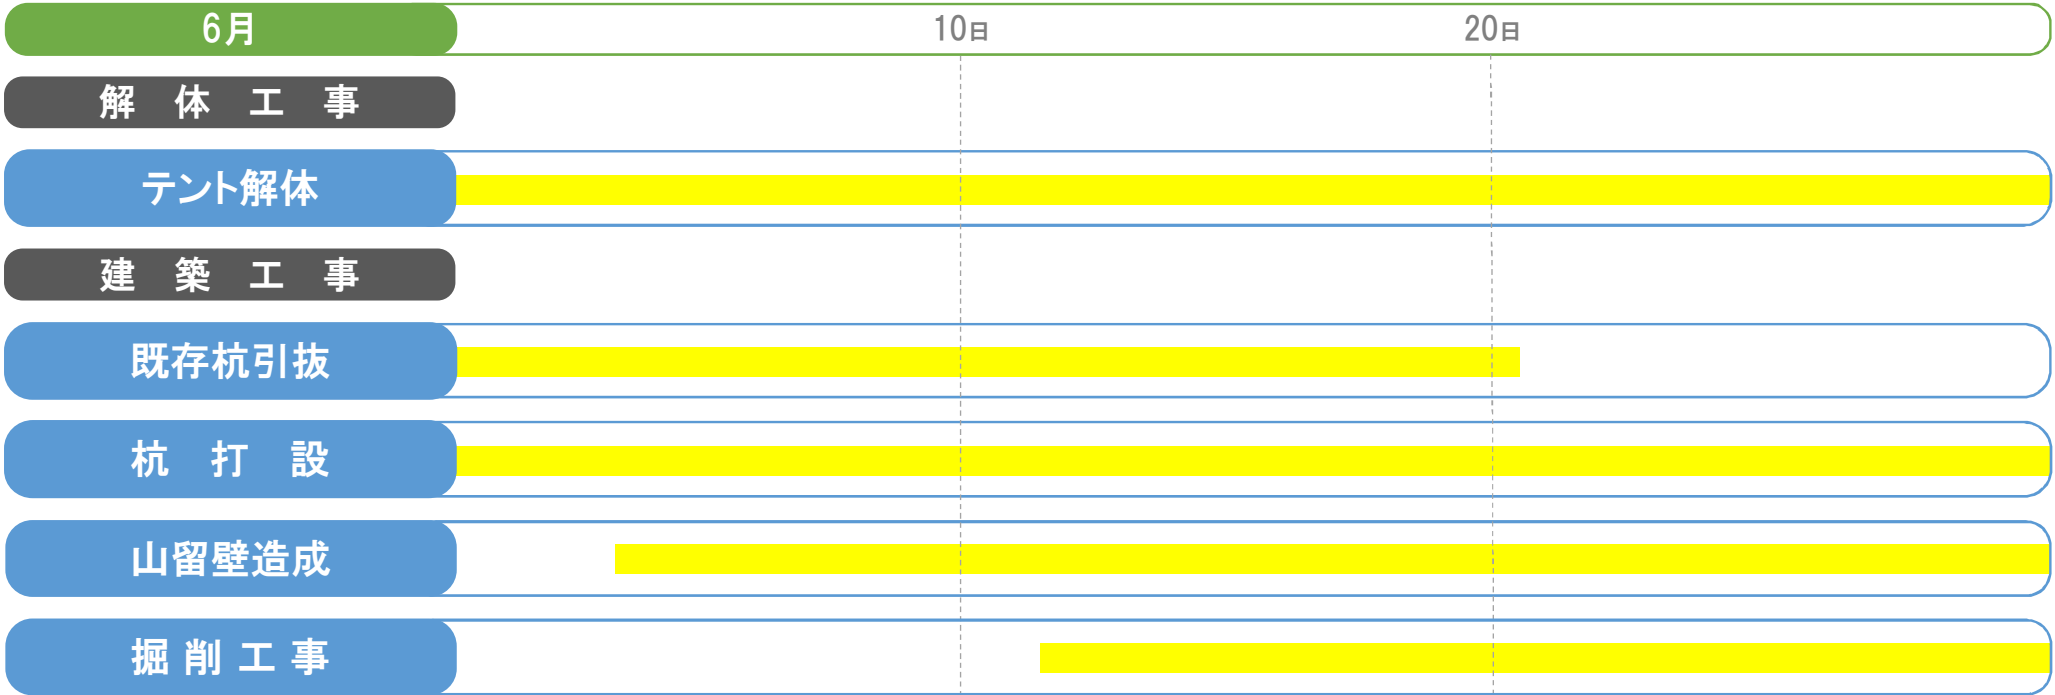 6月 10日 20日
解 体 工 事
テント解体
建 築 工 事
既存杭引抜
杭 打 設
山留壁造成
掘 削 工 事